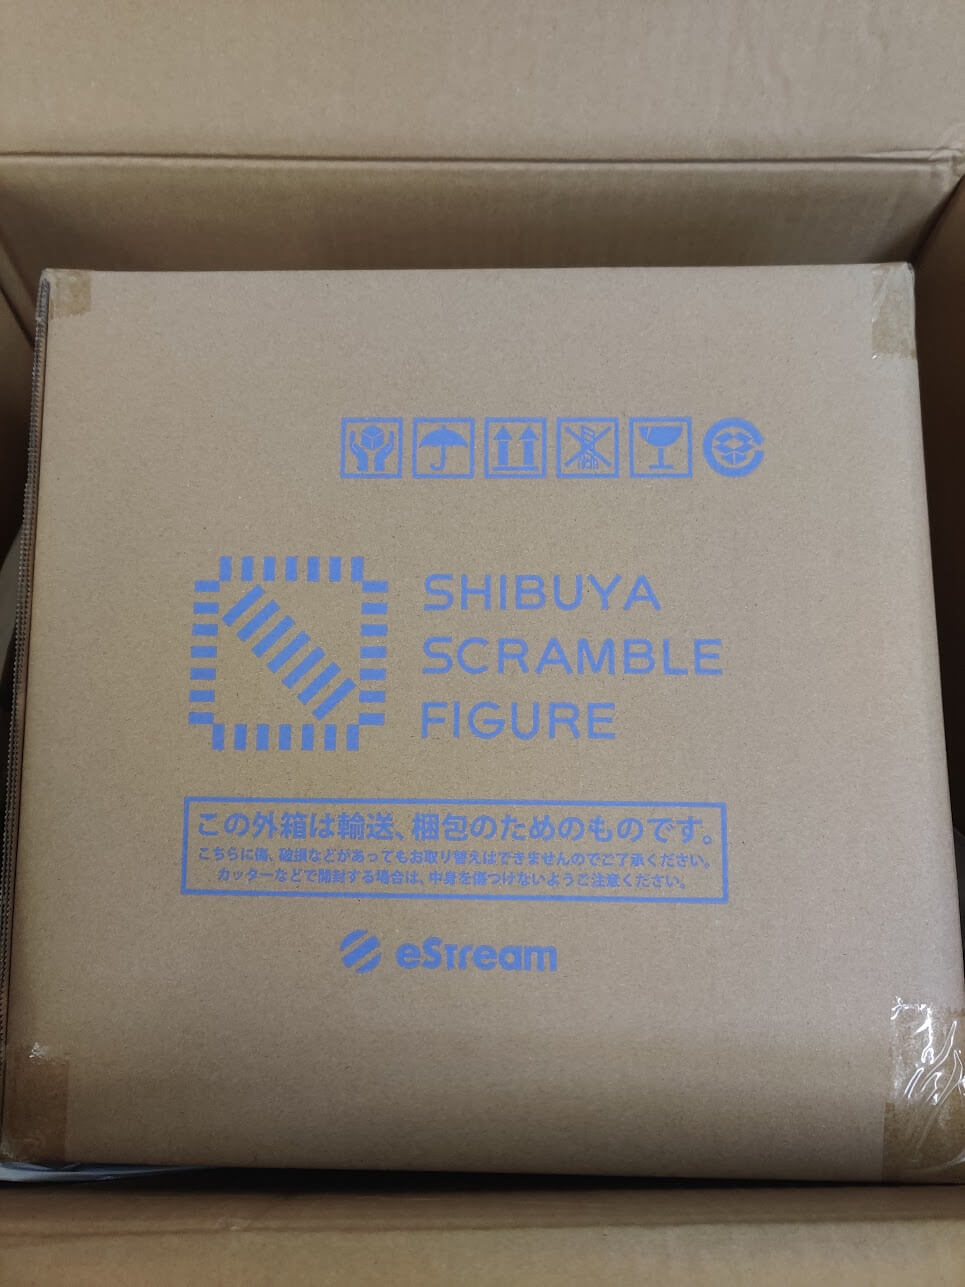 SHIBUYA
SCRAMBLE
FIGURE
この外箱は輸送、梱包のためのものです。
こちらに傷、破損などがあってもお取り替えはできませんのでご了承ください。
カッターなどで開封する場合は、中身を傷つけないようご注意ください。
eStream